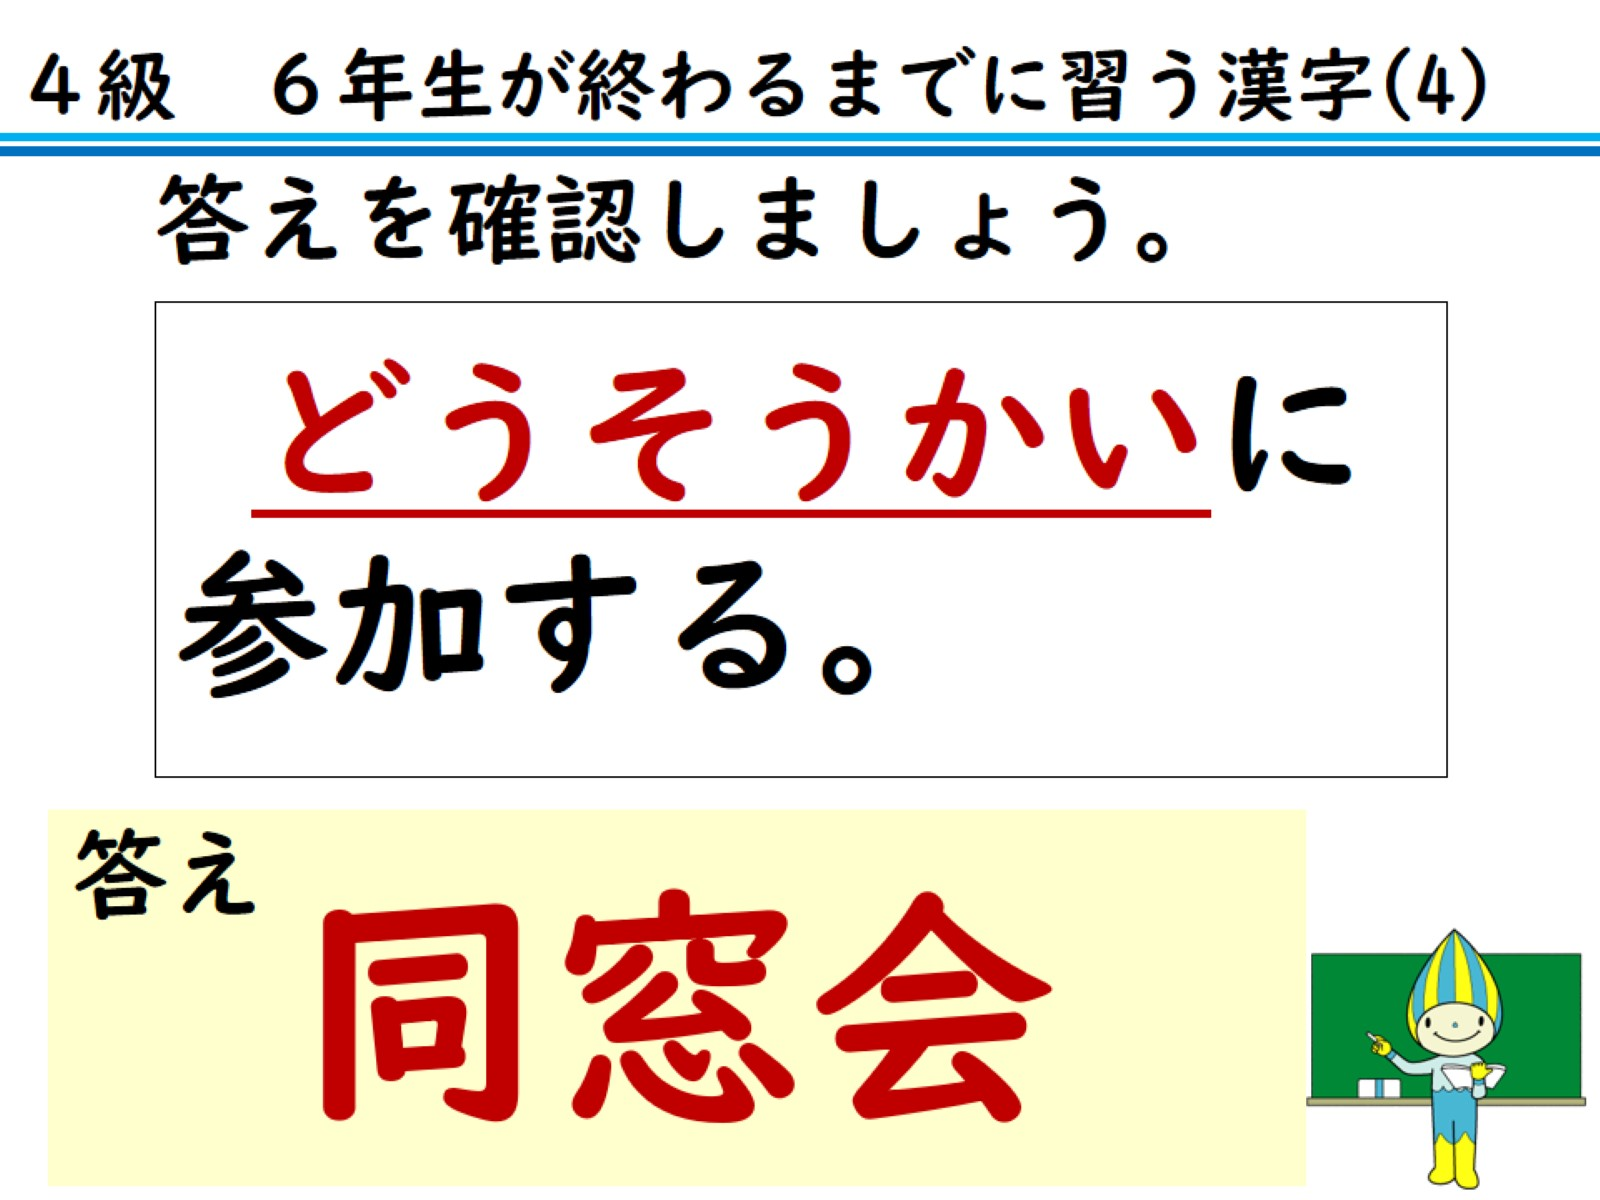 ４級　６年生が終わるまでに習う漢字(4)
答えを確認しましょう。
どうそうかいに
参加する。
答え
同窓会